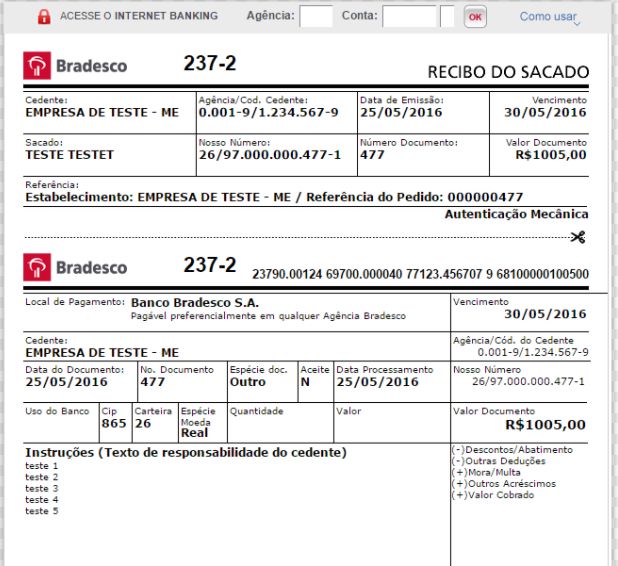 ACESSE O INTERNET BANKING Agência: Conta: OK Como usar
Bradesco 237-2 RECIBO DO SACADO
Cedente: Agência/Cod. Cedente: Data de Emissão: Vencimento
EMPRESA DE TESTE - ME 0.001-9/1.234.567-9 25/05/2016 30/05/2016
Sacado: Nosso Número: Número Documento: Valor Documento
TESTE TESTET 26/97.000.000.477-1 477 R$1005,00
Referência:
Estabelecimento: EMPRESA DE TESTE - ME / Referência do Pedido: 000000477
Autenticação Mecânica
Bradesco 237-2 23790.00124 69700.000040 77123.456707 9 68100000100500
Local de Pagamento: Banco Bradesco S.A. Vencimento
Pagável preferencialmente em qualquer Agência Bradesco 30/05/2016
Cedente: Agência/Cód. do Cedente
EMPRESA DE TESTE - ME 0.001-9/1.234.567-9
Data do Documento: No. Documento Espécie doc. Aceite Data Processamento Nosso Número
25/05/2016 477 Outro N 25/05/2016 26/97.000.000.477-1
Uso do Banco Cip Carteira Espécie Quantidade Valor Valor Documento
865 26 Moeda R$1005,00
Real
Instruções (Texto de responsabilidade do cedente) (-)Descontos/Abatimento
teste 1 (-)Outras Deduções
teste 2 (+)Mora/Multa
teste 3 (+)Outros Acréscimos
teste 4 (+)Valor Cobrado
teste 5